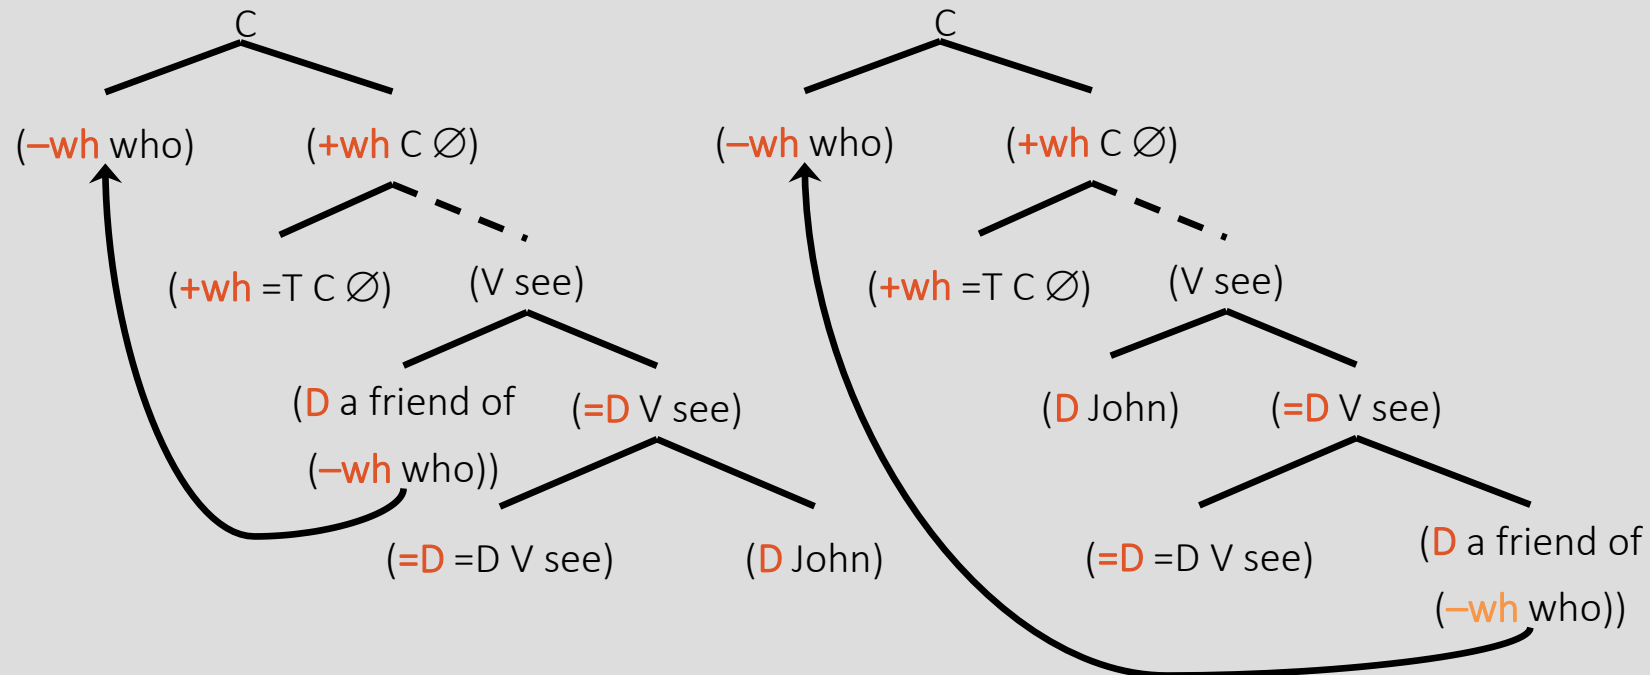 C
(–wh who)
(+wh C ∅)
(+wh =T C ∅)
(V see)
(D a friend of
(–wh who))
(=D V see)
(=D =D V see)
(D John)
C
(–wh who)
(+wh C ∅)
(+wh =T C ∅)
(V see)
(D John)
(=D V see)
(=D =D V see)
(D a friend of
(–wh who))